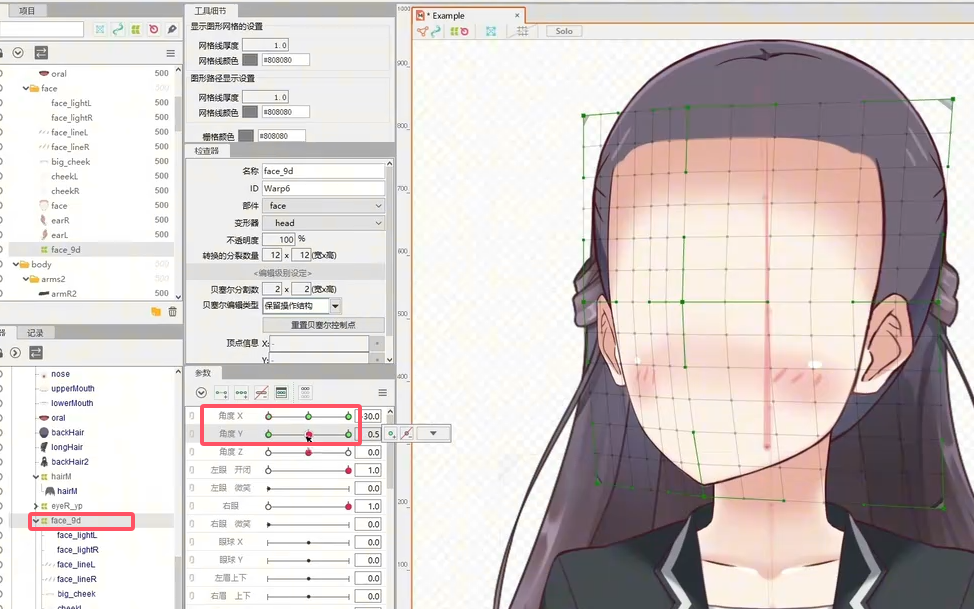 项目
oral 500
face 500
face_lightL 500
face_lightR 500
face_lineL 500
face_lineR 500
big_cheek 500
cheekL 500
cheekR 500
face 500
earR 500
earL 500
face_9d 500
body 500
arms2 500
armR2 500
记录
nose
upperMouth
lowerMouth
oral
backHair
longHair
backHair2
hairM
hairM
eyeR_yp
face_9d
face_lightL
face_lightR
face_lineL
face_lineR
big_cheek
cheekL
工具细节
显示图形网格的设置
网格线厚度 1.0
网格线颜色 #808080
图形路径显示设置
网格线厚度 1.0
网格线颜色 #808080
栅格颜色 #808080
检查器
名称 face_9d
ID Warp6
部件 face
变形器 head
不透明度 100 %
转换的分裂数量 12 x 12 (宽x高)
<编辑级别设定>
贝塞尔分割数 2 x 2 (宽x高)
贝塞尔编辑类型 保留操作结构
重置贝塞尔控制点
顶点信息 X: -
Y: -
参数
角度 X 30.0
角度 Y 0.5
角度 Z 0.0
左眼 开闭 1.0
左眼 微笑 0.0
右眼 1.0
右眼 微笑 0.0
眼球 X 0.0
眼球 Y 0.0
左眉上下 0.0
右眉 上下 0.0
* Example ×
Solo
1000
900
800
700
600
500
400
200
100